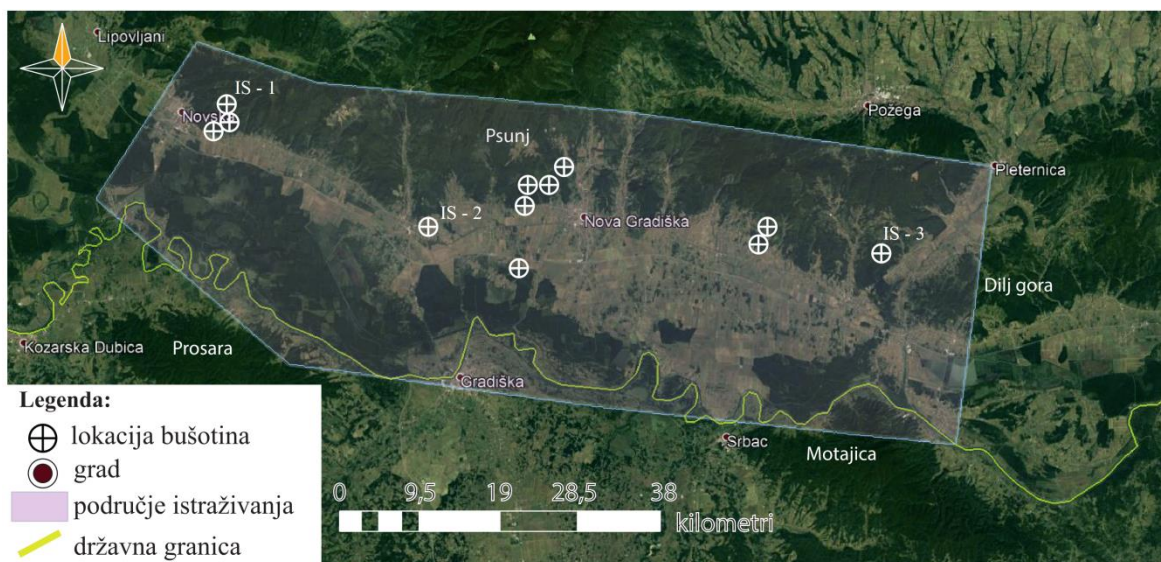 Lipovljani
IS - 1
Novska
Požega
Psunj
Pleternica
IS - 2
Nova Gradiška
IS - 3
Dilj gora
Kozarska Dubica
Prosara
Gradiška
Srbac
Motajica
Legenda:
lokacija bušotina
grad
područje istraživanja
državna granica
0 9,5 19 28,5 38
kilometri